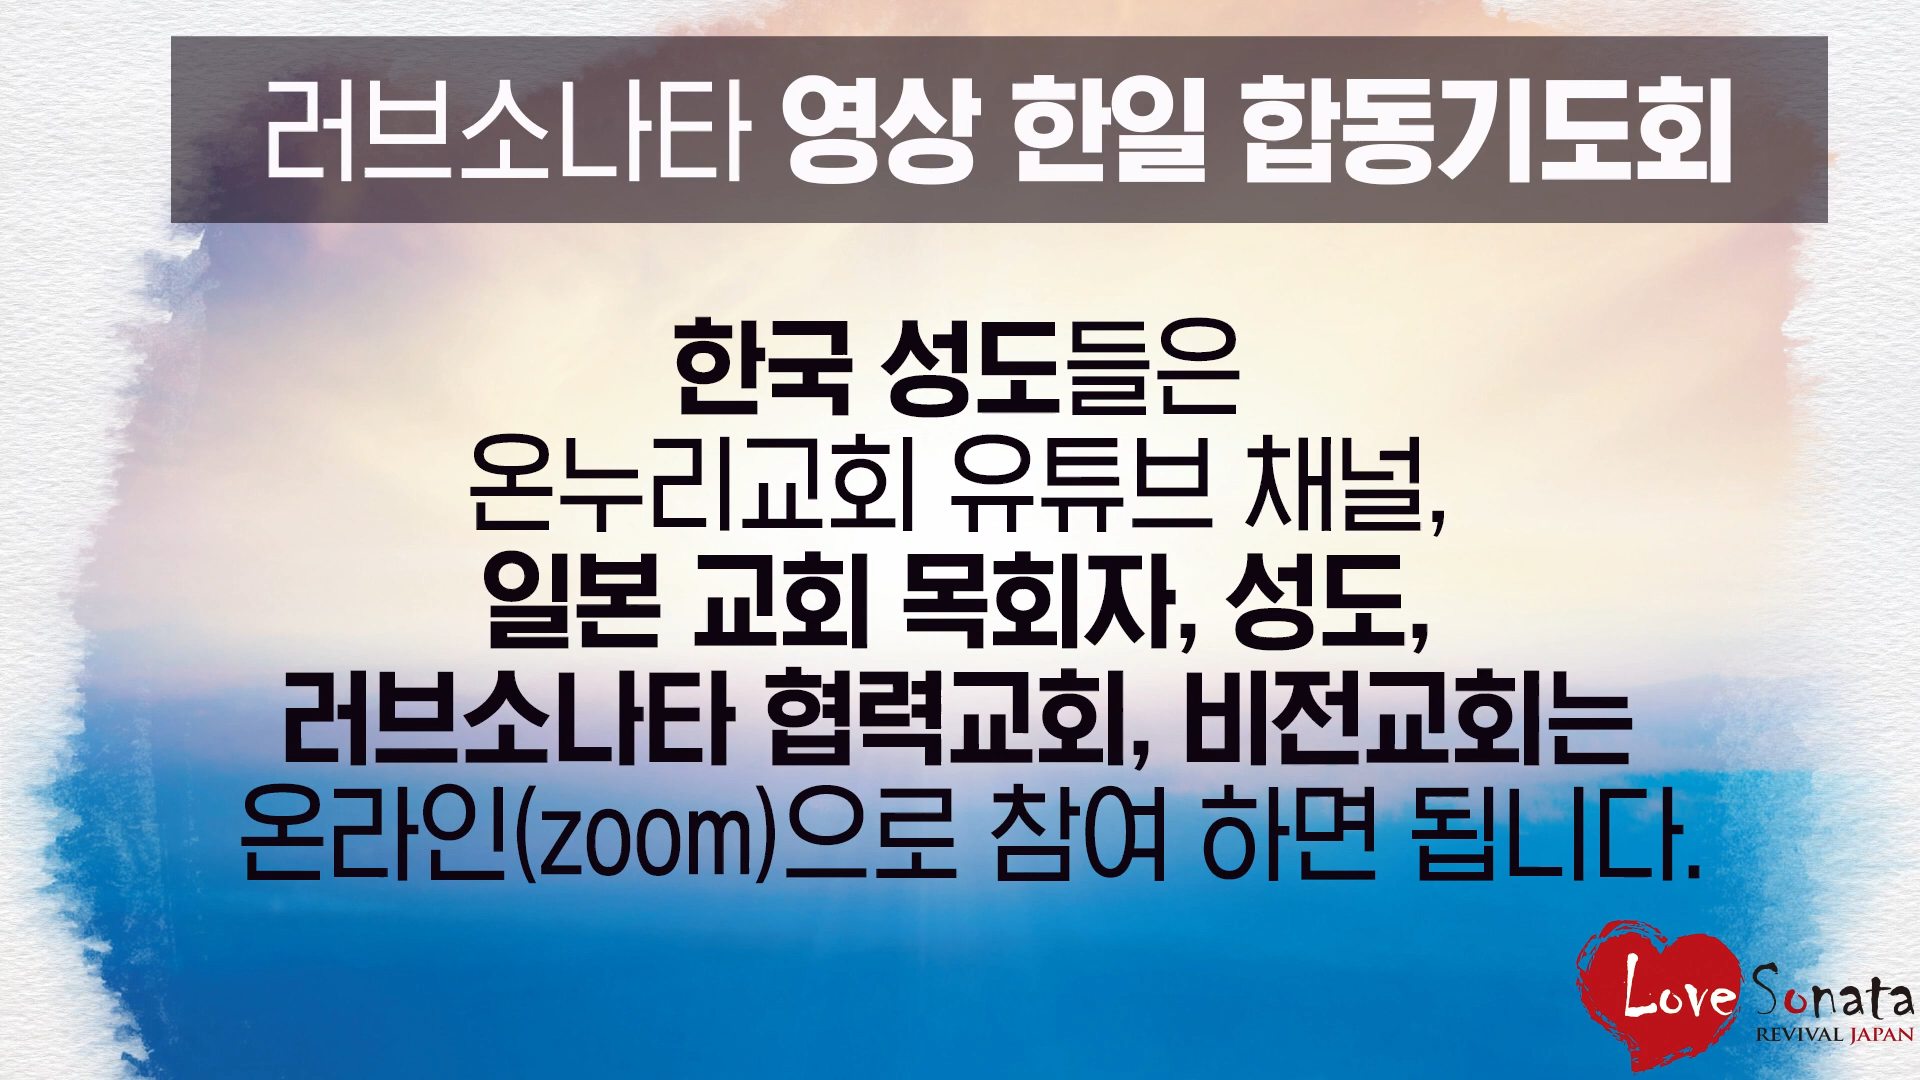 러브소나타 영상 한일 합동기도회
한국 성도들은
온누리교회 유튜브 채널,
일본 교회 목회자, 성도,
러브소나타 협력교회, 비전교회는
온라인(zoom)으로 참여 하면 됩니다.
Love Sonata
REVIVAL JAPAN